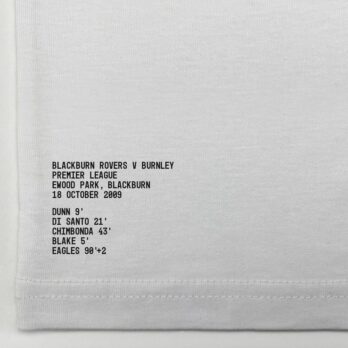 BLACKBURN ROVERS V BURNLEY
PREMIER LEAGUE
EWOOD PARK, BLACKBURN
18 OCTOBER 2009
DUNN 9'
DI SANTO 21'
CHIMBONDA 43'
BLAKE 5'
EAGLES 90'+2